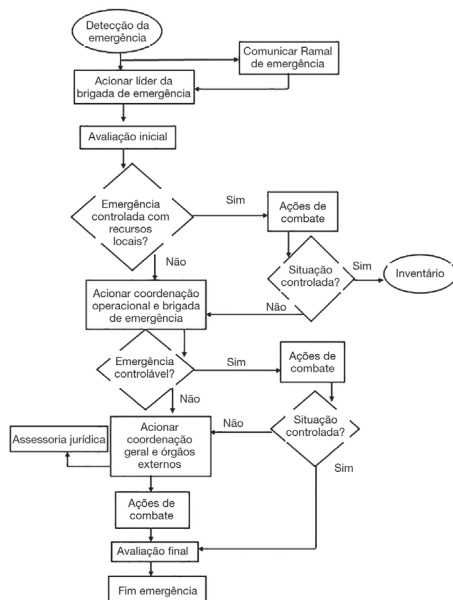 Detecção da
emergência
Comunicar Ramal
de emergência
Acionar líder da
brigada de emergência
Avaliação inicial
Emergência
controlada com
recursos
locais?
Sim
Ações de
combate
Não
Situação
controlada?
Sim
Inventário
Não
Acionar coordenação
operacional e brigada
de emergência
Emergência
controlável?
Sim
Ações de
combate
Não
Situação
controlada?
Não
Sim
Acionar
coordenação
geral e órgãos
externos
Assessoria jurídica
Ações de
combate
Avaliação final
Fim emergência